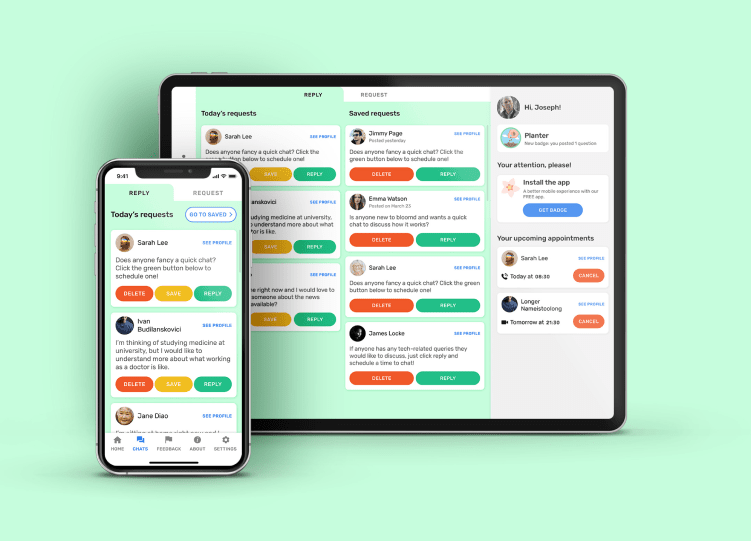 REPLY
REQUEST
Today's requests
Sarah Lee
SEE PROFILE
Does anyone fancy a quick chat? Click the
green button below to schedule one!
SAVE
REPLY
lanskovici
SEE PROFILE
udying medicine at university,
o understand more about what
r is like.
SAVE
REPLY
SEE PROFILE
me right now and I would love to
someone about the news
available?
SAVE
REPLY
Saved requests
Jimmy Page
SEE PROFILE
Posted yesterday
Does anyone fancy a quick chat? Click the
green button below to schedule one!
DELETE
REPLY
Emma Watson
SEE PROFILE
Posted on March 23
Is anyone new to bloomd and wants a quick
chat to discuss how it works?
DELETE
REPLY
Sarah Lee
SEE PROFILE
Does anyone fancy a quick chat? Click the green
button below to schedule one!
DELETE
REPLY
James Locke
SEE PROFILE
If anyone has any tech-related queries they
would like to discuss, just click reply and
schedule a time to chat!
DELETE
REPLY
Hi, Joseph!
Planter
New badge: you posted 1 question
Your attention, please!
Install the app
A better mobile experience with our
FREE app.
GET BADGE
Your upcoming appointments
Sarah Lee
SEE PROFILE
Today at 08:30
CANCEL
Longer
Nameistoolong
SEE PROFILE
Tomorrow at 21:30
CANCEL
9:41
REPLY
REQUEST
Today's requests
GO TO SAVED
Sarah Lee
SEE PROFILE
Does anyone fancy a quick chat?
Click the green button below to
schedule one!
DELETE
SAVE
REPLY
Ivan
Budilanskovici
SEE PROFILE
I'm thinking of studying medicine at
university, but I would like to
understand more about what working
as a doctor is like.
DELETE
SAVE
REPLY
Jane Diao
SEE PROFILE
HOME
CHATS
FEEDBACK
ABOUT
SETTINGS